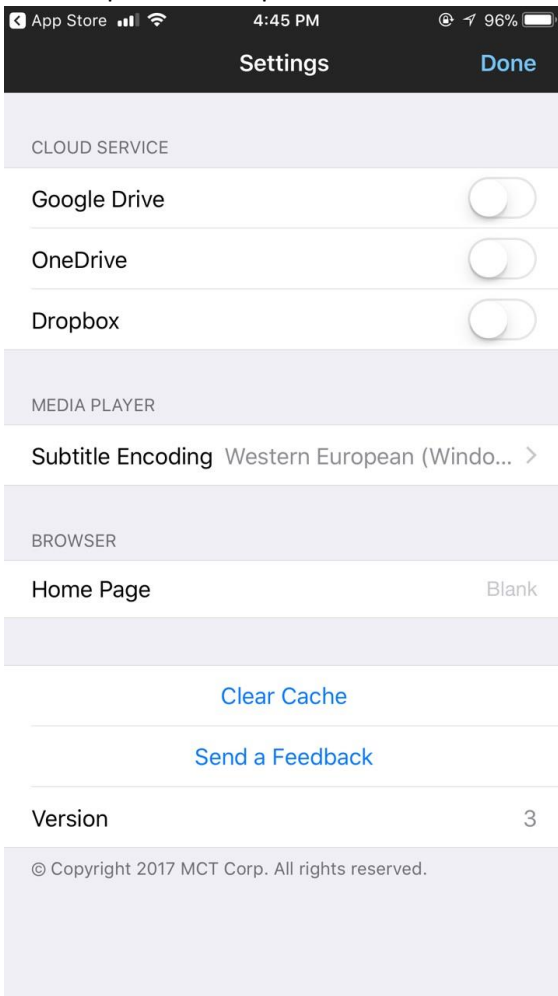 App Store 4:45 PM 96%
Settings Done
CLOUD SERVICE
Google Drive
OneDrive
Dropbox
MEDIA PLAYER
Subtitle Encoding Western European (Windo... >
BROWSER
Home Page Blank
Clear Cache
Send a Feedback
Version 3
© Copyright 2017 MCT Corp. All rights reserved.